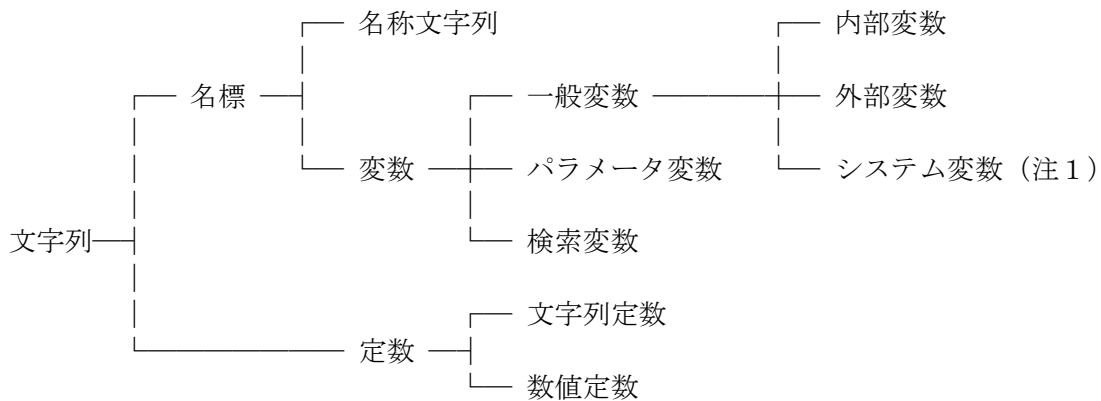 名称文字列 内部変数
名標 一般変数 外部変数
変数 パラメータ変数 システム変数（注１）
文字列 検索変数
文字列定数
定数
数値定数